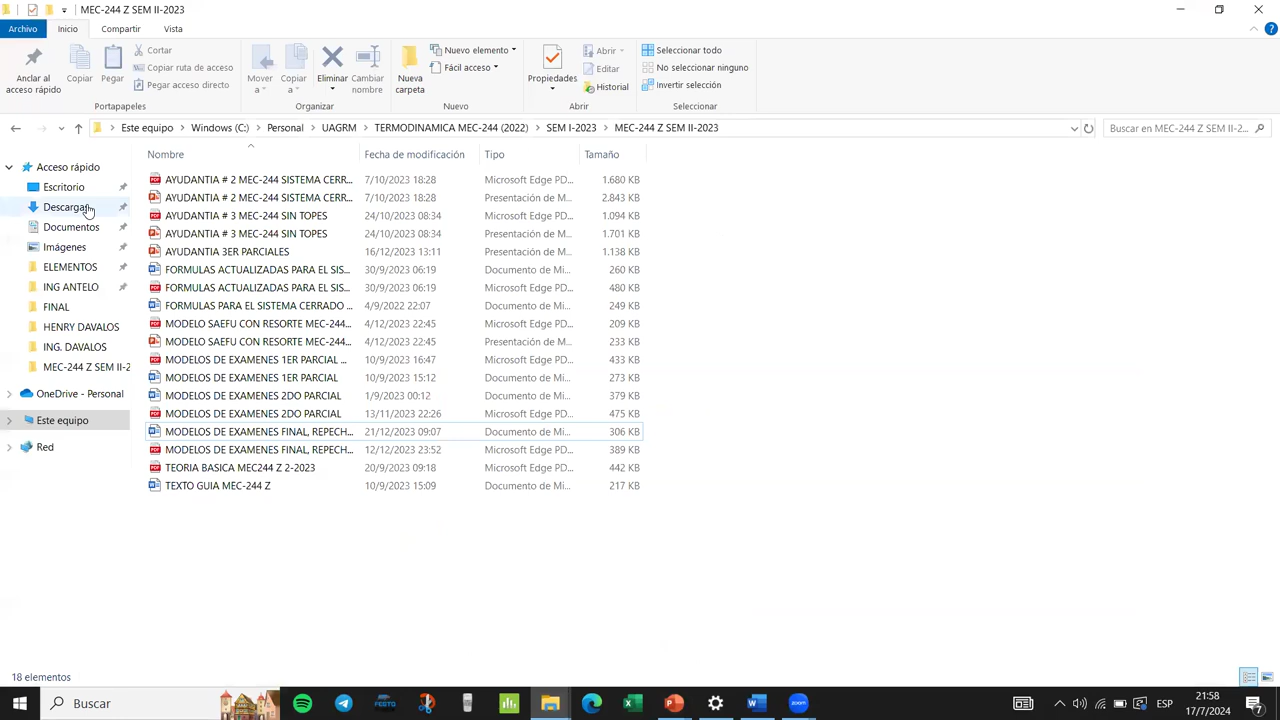 MEC-244 Z SEM II-2023
Archivo Inicio Compartir Vista
Anclar al acceso rápido
Copiar
Pegar
Cortar
Copiar ruta de acceso
Pegar acceso directo
Portapapeles
Mover a
Copiar a
Eliminar
Cambiar nombre
Organizar
Nueva carpeta
Nuevo elemento
Fácil acceso
Nuevo
Propiedades
Abrir
Editar
Historial
Abrir
Seleccionar todo
No seleccionar ninguno
Invertir selección
Seleccionar
Este equipo > Windows (C:) > Personal > UAGRM > TERMODINAMICA MEC-244 (2022) > SEM I-2023 > MEC-244 Z SEM II-2023
Buscar en MEC-244 Z SEM II-2...
Acceso rápido
Escritorio
Descargas
Documentos
Imágenes
ELEMENTOS
ING ANTELO
FINAL
HENRY DAVALOS
ING. DAVALOS
MEC-244 Z SEM II-2
OneDrive - Personal
Este equipo
Red
Nombre Fecha de modificación Tipo Tamaño
AYUDANTIA # 2 MEC-244 SISTEMA CERR... 7/10/2023 18:28 Microsoft Edge PD... 1.680 KB
AYUDANTIA # 2 MEC-244 SISTEMA CERR... 7/10/2023 18:28 Presentación de M... 2.843 KB
AYUDANTIA # 3 MEC-244 SIN TOPES 24/10/2023 08:34 Microsoft Edge PD... 1.094 KB
AYUDANTIA # 3 MEC-244 SIN TOPES 24/10/2023 08:34 Presentación de M... 1.701 KB
AYUDANTIA 3ER PARCIALES 16/12/2023 13:11 Presentación de M... 1.138 KB
FORMULAS ACTUALIZADAS PARA EL SIS... 30/9/2023 06:19 Documento de Mi... 260 KB
FORMULAS ACTUALIZADAS PARA EL SIS... 30/9/2023 06:19 Microsoft Edge PD... 480 KB
FORMULAS PARA EL SISTEMA CERRADO ... 4/9/2022 22:07 Documento de Mi... 249 KB
MODELO SAEFU CON RESORTE MEC-244... 4/12/2023 22:45 Microsoft Edge PD... 209 KB
MODELO SAEFU CON RESORTE MEC-244... 4/12/2023 22:45 Presentación de M... 233 KB
MODELOS DE EXAMENES 1ER PARCIAL ... 10/9/2023 16:47 Microsoft Edge PD... 433 KB
MODELOS DE EXAMENES 1ER PARCIAL 10/9/2023 15:12 Documento de Mi... 273 KB
MODELOS DE EXAMENES 2DO PARCIAL 1/9/2023 00:12 Documento de Mi... 379 KB
MODELOS DE EXAMENES 2DO PARCIAL 13/11/2023 22:26 Microsoft Edge PD... 475 KB
MODELOS DE EXAMENES FINAL, REPECH... 21/12/2023 09:07 Documento de Mi... 306 KB
MODELOS DE EXAMENES FINAL, REPECH... 12/12/2023 23:52 Microsoft Edge PD... 389 KB
TEORIA BASICA MEC244 Z 2-2023 20/9/2023 09:18 Microsoft Edge PD... 442 KB
TEXTO GUIA MEC-244 Z 10/9/2023 15:09 Documento de Mi... 217 KB
18 elementos
Buscar
FESTO
ESP
21:58
17/7/2024
7